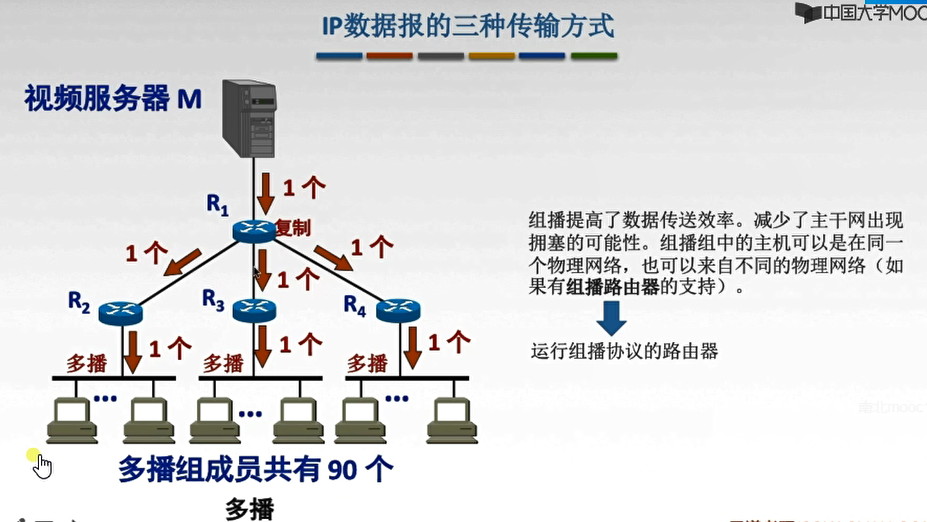 IP数据报的三种传输方式
中国大学MOOC
视频服务器 M
1 个
R1
复制
1 个
1 个
1 个
R2
R3
R4
多播
1 个
多播
1 个
多播
1 个
...
...
...
多播组成员共有 90 个
多播
组播提高了数据传送效率。减少了主干网出现
拥塞的可能性。组播组中的主机可以是在同一
个物理网络，也可以来自不同的物理网络（如
果有组播路由器的支持）。
运行组播协议的路由器